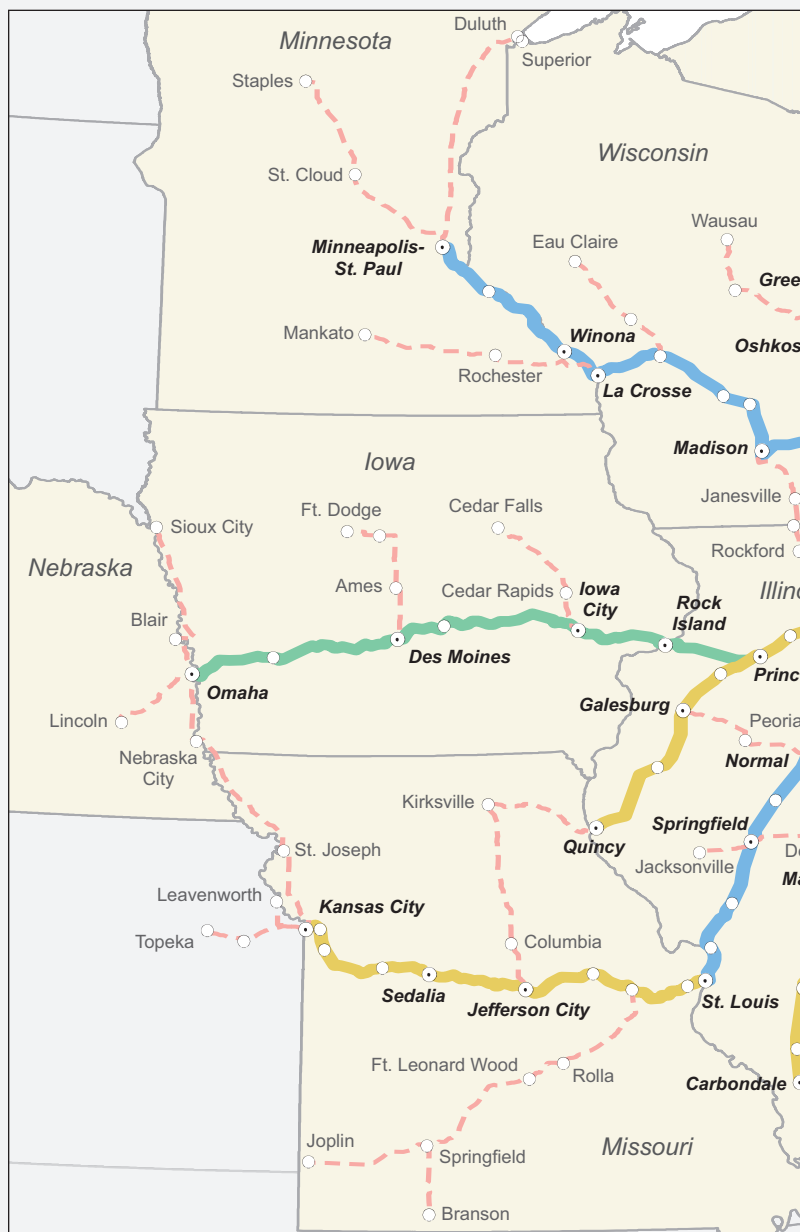 Duluth
Minnesota
Superior
Staples
Wisconsin
St. Cloud
Wausau
Eau Claire
Minneapolis-
St. Paul
Gree
Mankato
Winona
Oshkos
Rochester
La Crosse
Madison
Iowa
Janesville
Ft. Dodge
Cedar Falls
Sioux City
Rockford
Nebraska
Ames
Cedar Rapids
Iowa
City
Illino
Rock
Island
Blair
Des Moines
Princ
Omaha
Galesburg
Lincoln
Peoria
Nebraska
City
Normal
Kirksville
Springfield
Quincy
St. Joseph
Jacksonville
De
Ma
Leavenworth
Kansas City
Topeka
Columbia
Sedalia
Jefferson City
St. Louis
Ft. Leonard Wood
Rolla
Carbondale
Joplin
Springfield
Missouri
Branson